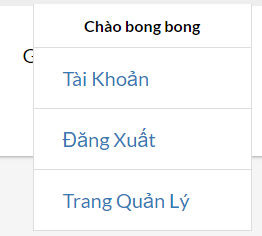 Chào bong bong
G
Tài Khoản
Đăng Xuất
Trang Quản Lý